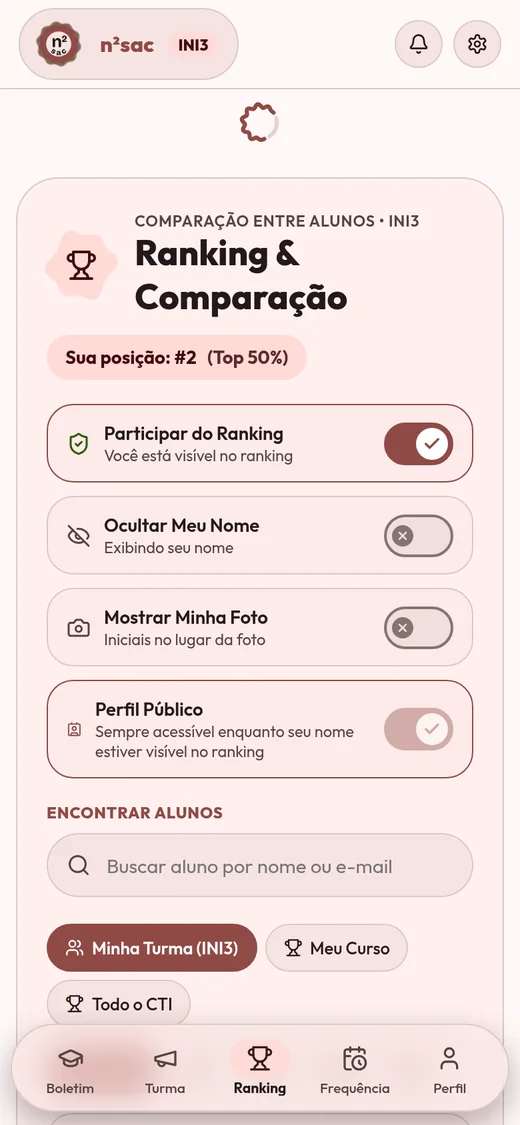 n²
sac
n²sac
INI3
COMPARAÇÃO ENTRE ALUNOS • INI3
Ranking &
Comparação
Sua posição: #2 (Top 50%)
Participar do Ranking
Você está visível no ranking
Ocultar Meu Nome
Exibindo seu nome
Mostrar Minha Foto
Iniciais no lugar da foto
Perfil Público
Sempre acessível enquanto seu nome
estiver visível no ranking
ENCONTRAR ALUNOS
Buscar aluno por nome ou e-mail
Minha Turma (INI3)
Meu Curso
Todo o CTI
Boletim
Turma
Ranking
Frequência
Perfil